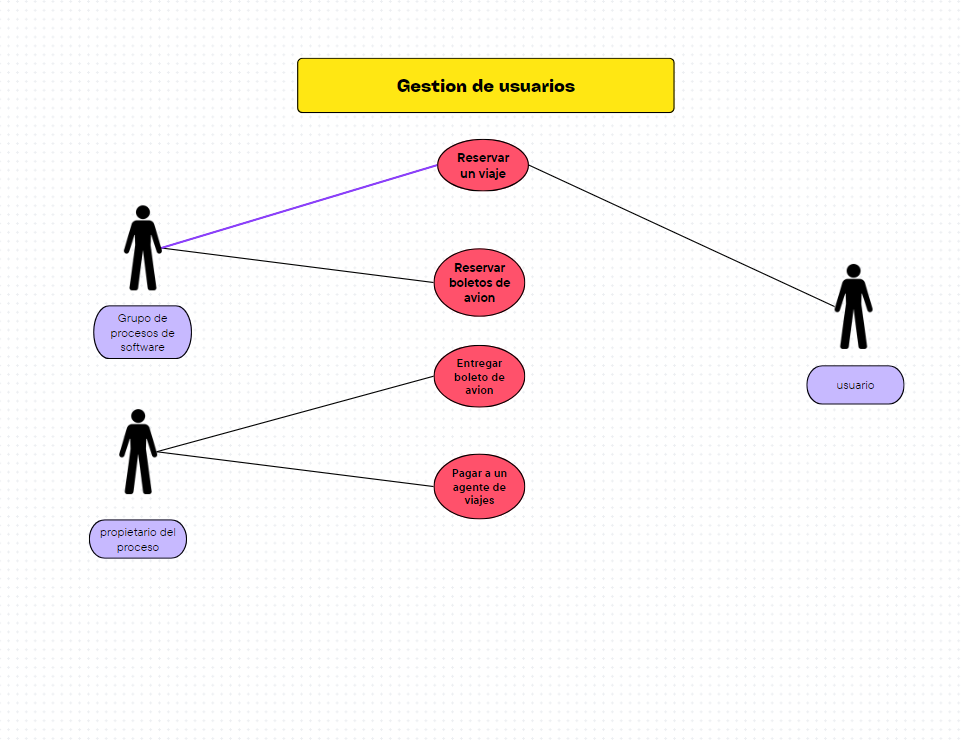 Gestion de usuarios
Reservar
un viaje
Reservar
boletos de
avion
Grupo de
procesos de
software
Entregar
boleto de
avion
usuario
Pagar a un
agente de
viajes
propietario del
proceso